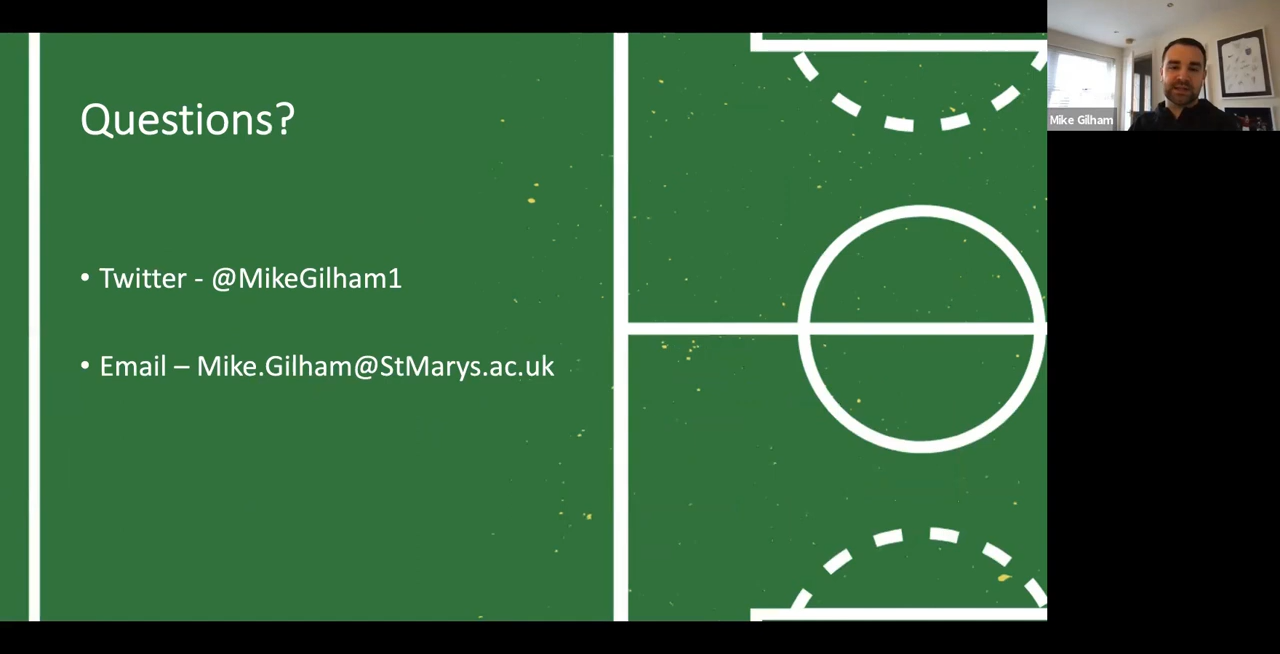 Questions?
• Twitter - @MikeGilham1
• Email – Mike.Gilham@StMarys.ac.uk
Mike Gilham